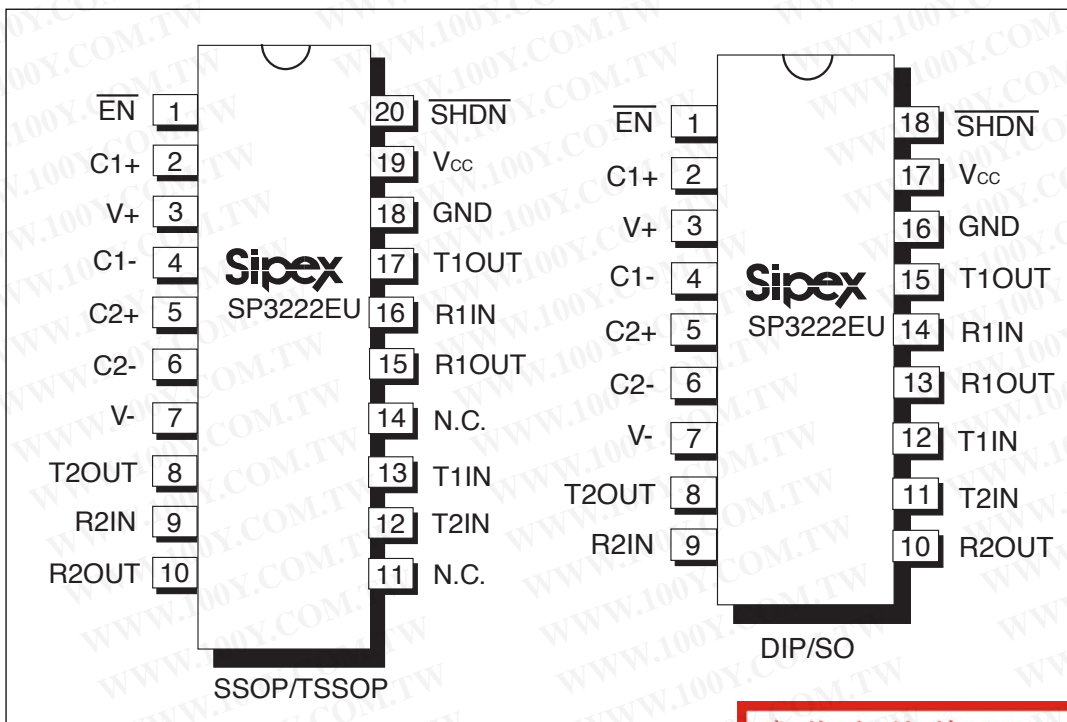 EN 1
C1+ 2
V+ 3
C1- 4
C2+ 5
C2- 6
V- 7
T2OUT 8
R2IN 9
R2OUT 10
20 SHDN
19 Vcc
18 GND
17 T1OUT
16 R1IN
15 R1OUT
14 N.C.
13 T1IN
12 T2IN
11 N.C.
Sipex
SP3222EU
SSOP/TSSOP
EN 1
C1+ 2
V+ 3
C1- 4
C2+ 5
C2- 6
V- 7
T2OUT 8
R2IN 9
18 SHDN
17 Vcc
16 GND
15 T1OUT
14 R1IN
13 R1OUT
12 T1IN
11 T2IN
10 R2OUT
Sipex
SP3222EU
DIP/SO
WWW.100Y.COM.TW